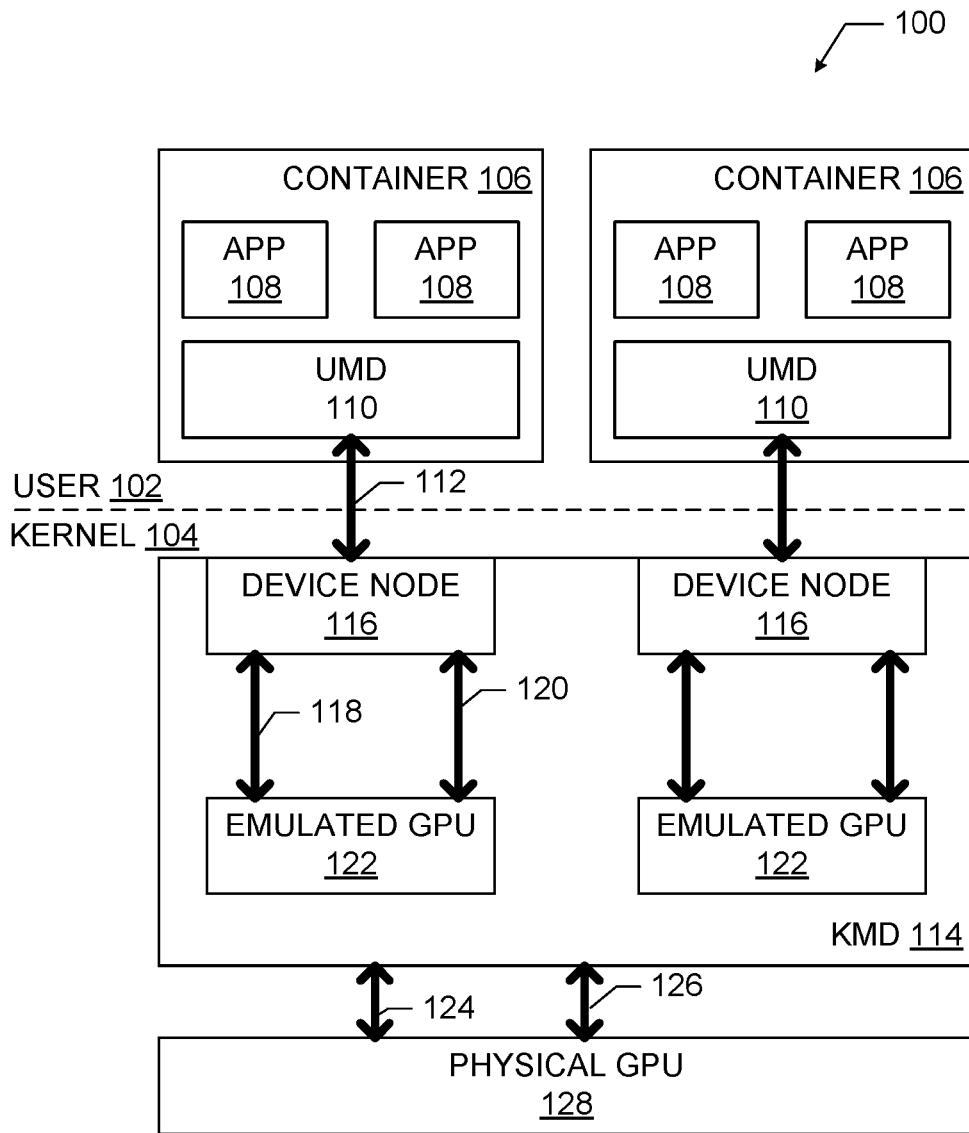 100
CONTAINER 106
CONTAINER 106
APP
108
APP
108
APP
108
APP
108
UMD
110
UMD
110
USER 102
112
KERNEL 104
DEVICE NODE
116
DEVICE NODE
116
118
120
EMULATED GPU
122
EMULATED GPU
122
KMD 114
124
126
PHYSICAL GPU
128